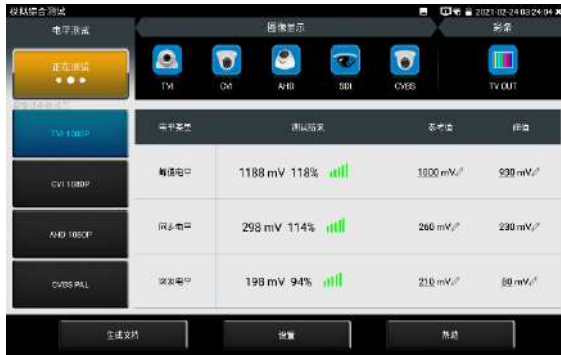 模拟综合测试
2021-02-24 03:24:04
电平测试
图像显示
彩条
正在测试
TVI
CVI
AHD
SDI
CVBS
TV OUT
TVI 1080P
CVI 1080P
AHD 1080P
CVBS PAL
电平类型
测试结果
参考值
阈值
峰值电平
1188 mV 118%
1000 mV
930 mV
同步电平
298 mV 114%
260 mV
230 mV
突发电平
198 mV 94%
210 mV
80 mV
生成文档
设置
帮助